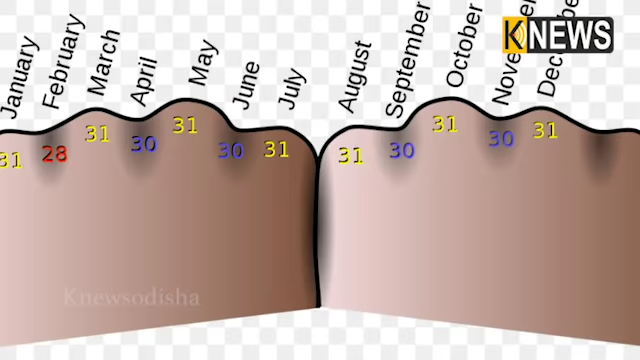 January
February
March
April
May
June
July
August
September
October
KNEWS
31
28
31
30
31
30
31
31
30
31
30
31
Knewsodisha